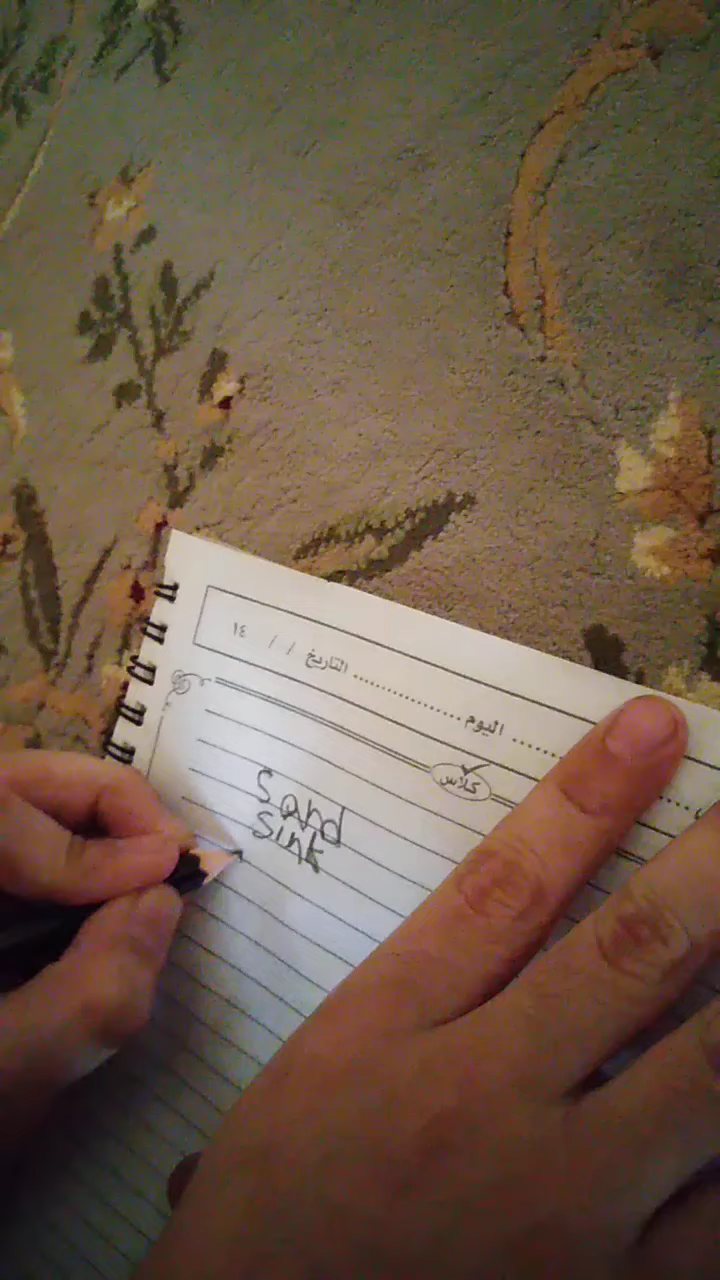 اليوم ............ التاريخ / / ١٤
كلاس
Sand
Sink